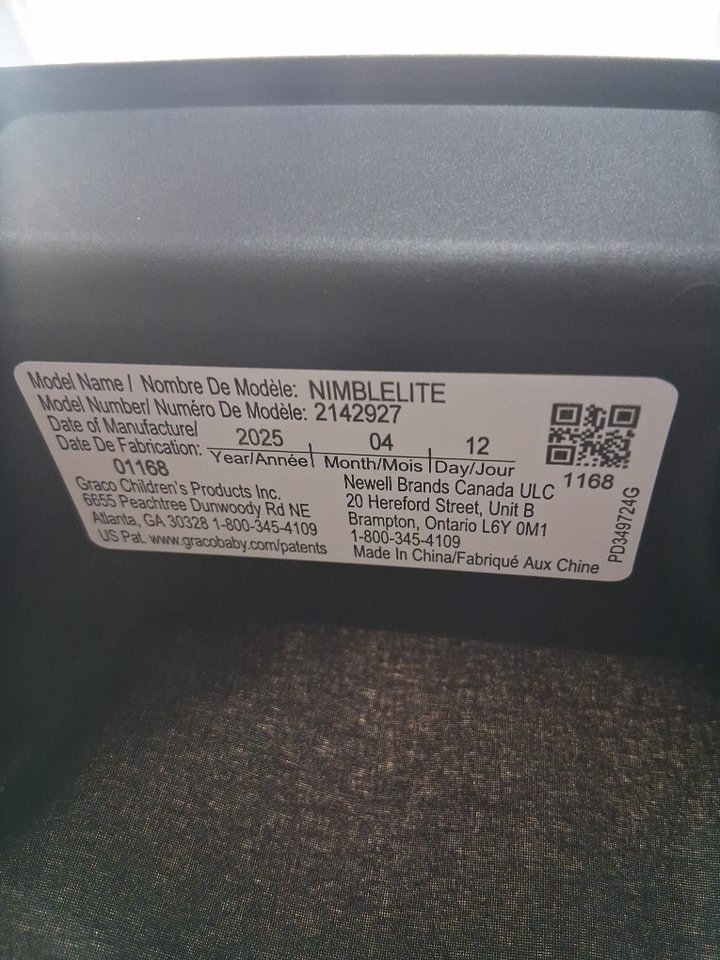 Model Name / Nombre De Modèle: NIMBLELITE
Model Number/ Numéro De Modèle: 2142927
Date of Manufacture/
Date De Fabrication: 2025 04 12
Year/Année Month/Mois Day/Jour
01168
Graco Children's Products Inc.
6655 Peachtree Dunwoody Rd NE
Atlanta, GA 30328 1-800-345-4109
US Pat. www.gracobaby.com/patents
Newell Brands Canada ULC
20 Hereford Street, Unit B
Brampton, Ontario L6Y 0M1
1-800-345-4109
Made In China/Fabriqué Aux Chine
1168
PD349724G